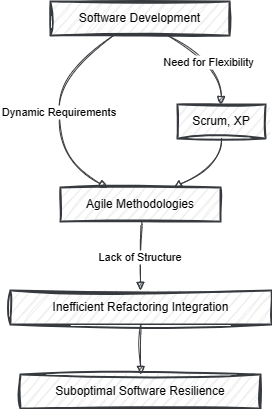 Software Development
Need for Flexibility
Dynamic Requirements
Scrum, XP
Agile Methodologies
Lack of Structure
Inefficient Refactoring Integration
Suboptimal Software Resilience